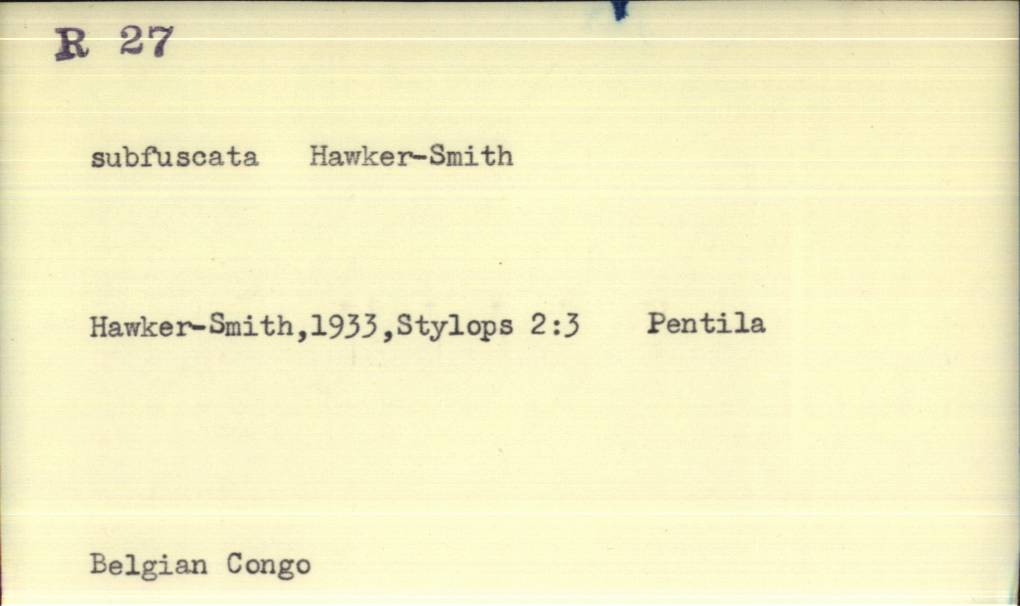 R 27
subfuscata Hawker-Smith
Hawker-Smith,1933,Stylops 2:3 Pentila
Belgian Congo